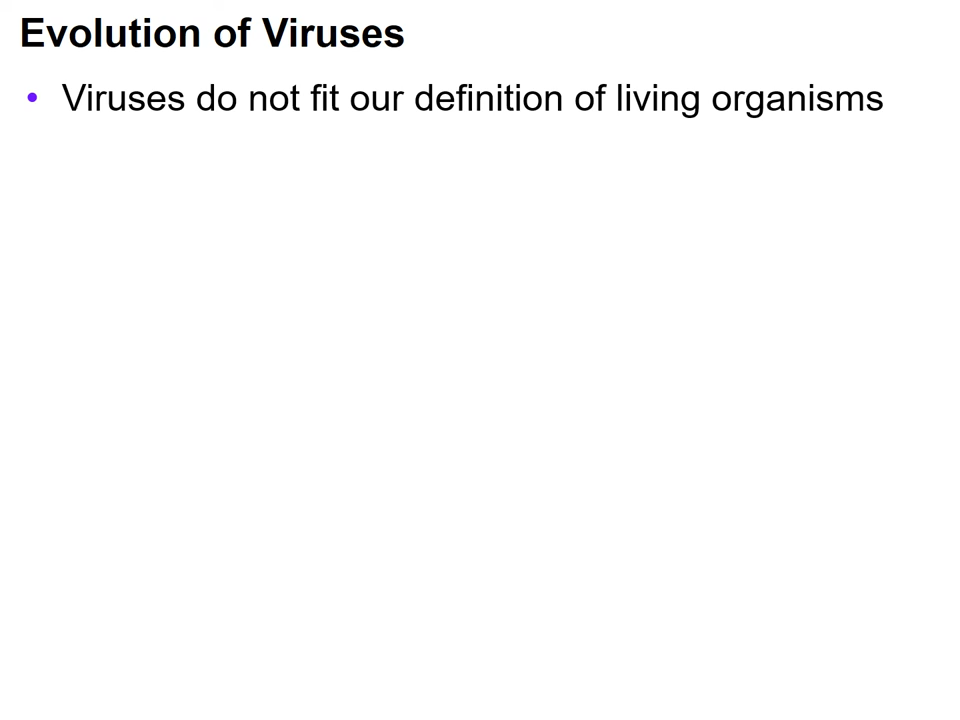 Evolution of Viruses
• Viruses do not fit our definition of living organisms